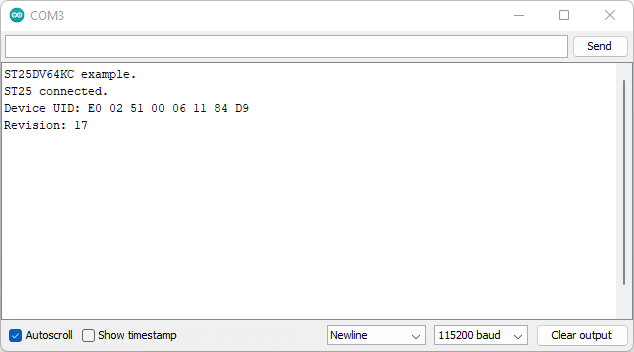 COM3
Send
ST25DV64KC example.
ST25 connected.
Device UID: E0 02 51 00 06 11 84 D9
Revision: 17
Autoscroll Show timestamp Newline 115200 baud Clear output